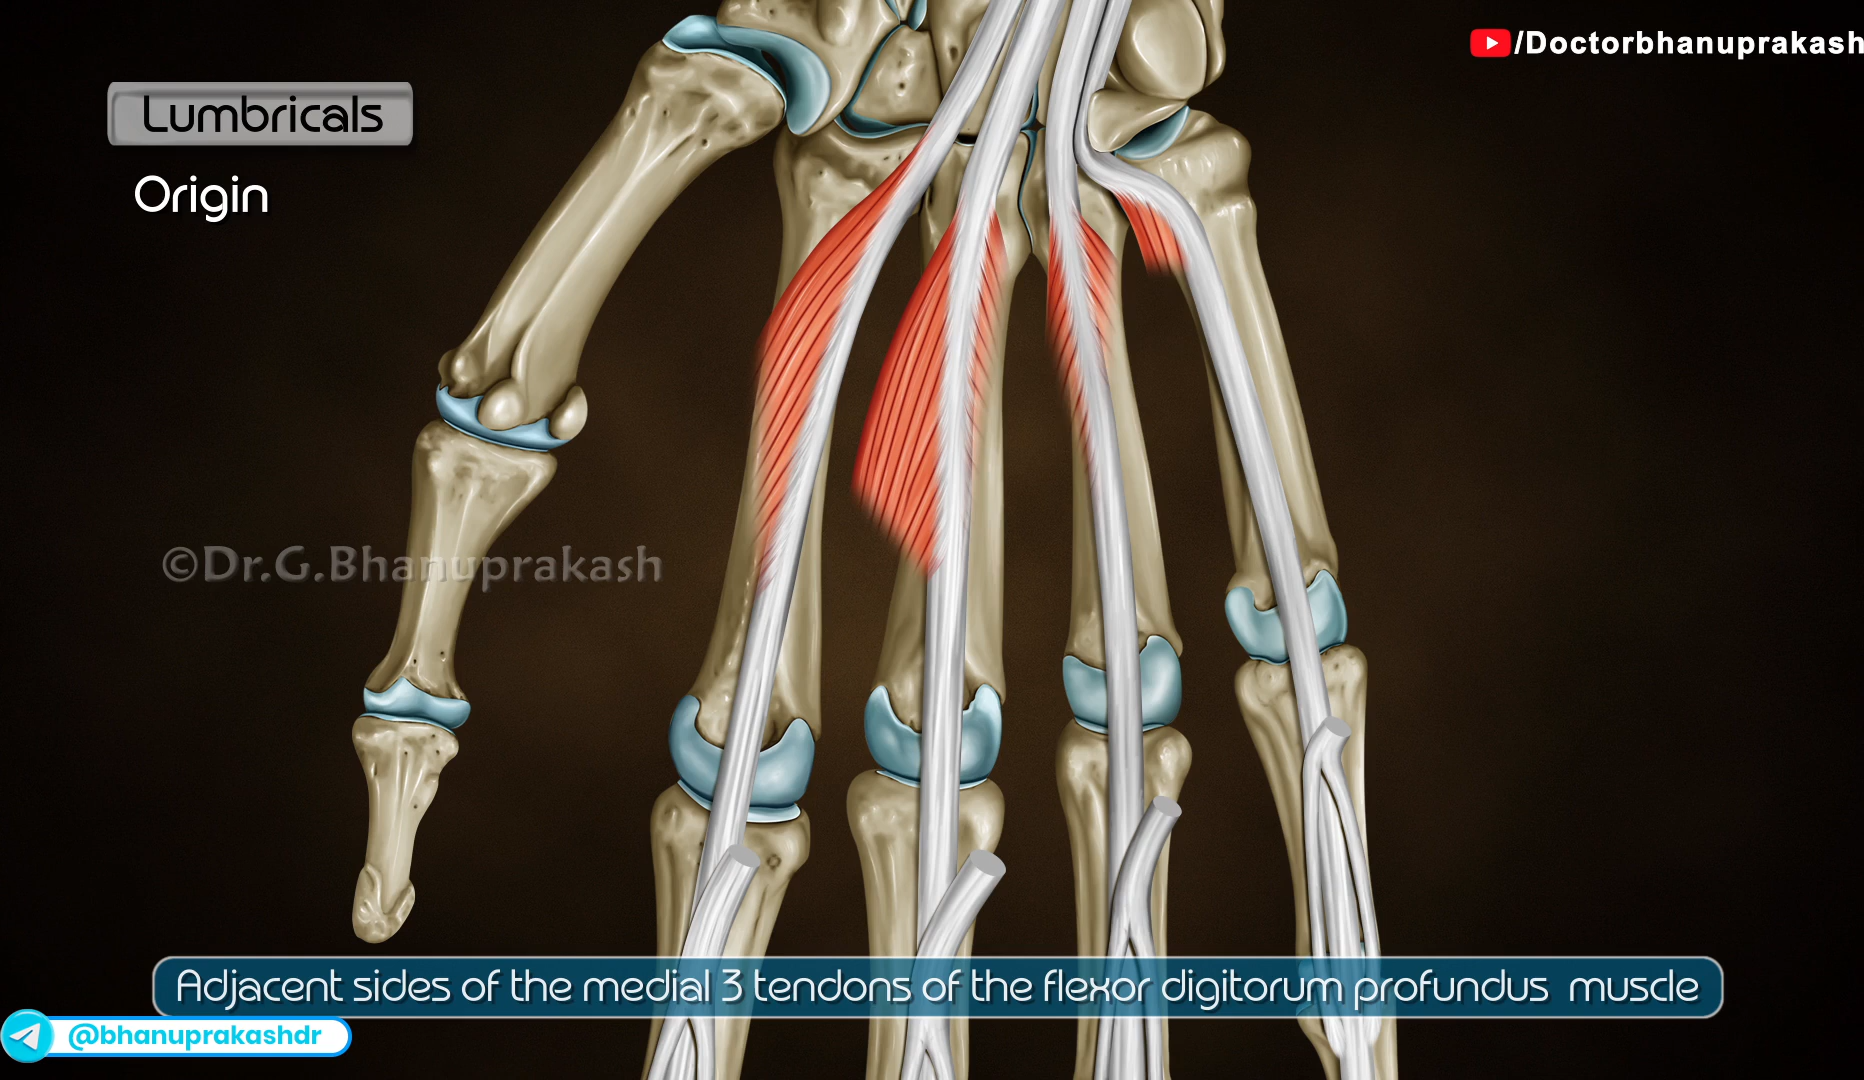 /Doctorbhanuprakash
Lumbricals
Origin
©Dr.G.Bhanuprakash
Adjacent sides of the medial 3 tendons of the flexor digitorum profundus muscle
@bhanuprakashdr